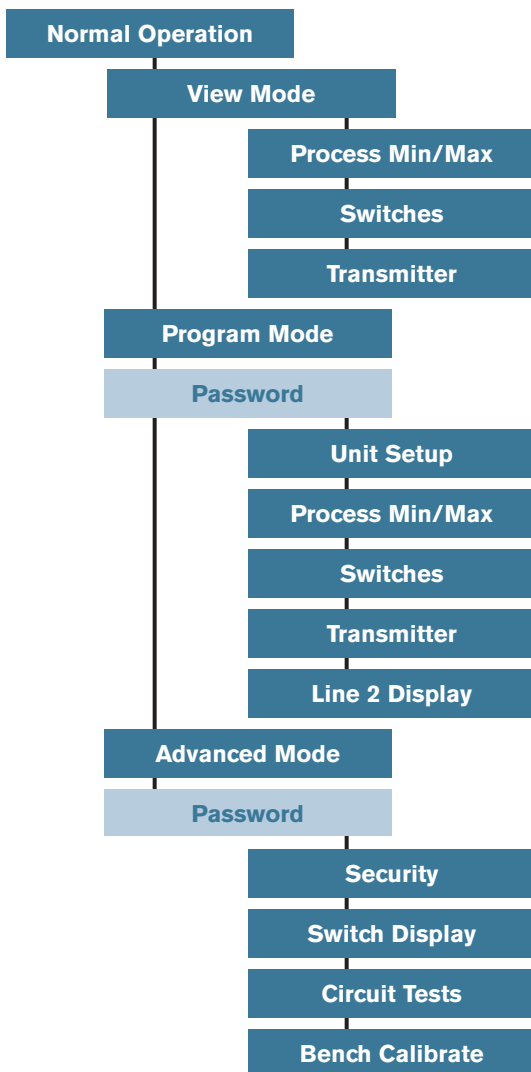 Normal Operation
View Mode
Process Min/Max
Switches
Transmitter
Program Mode
Password
Unit Setup
Process Min/Max
Switches
Transmitter
Line 2 Display
Advanced Mode
Password
Security
Switch Display
Circuit Tests
Bench Calibrate